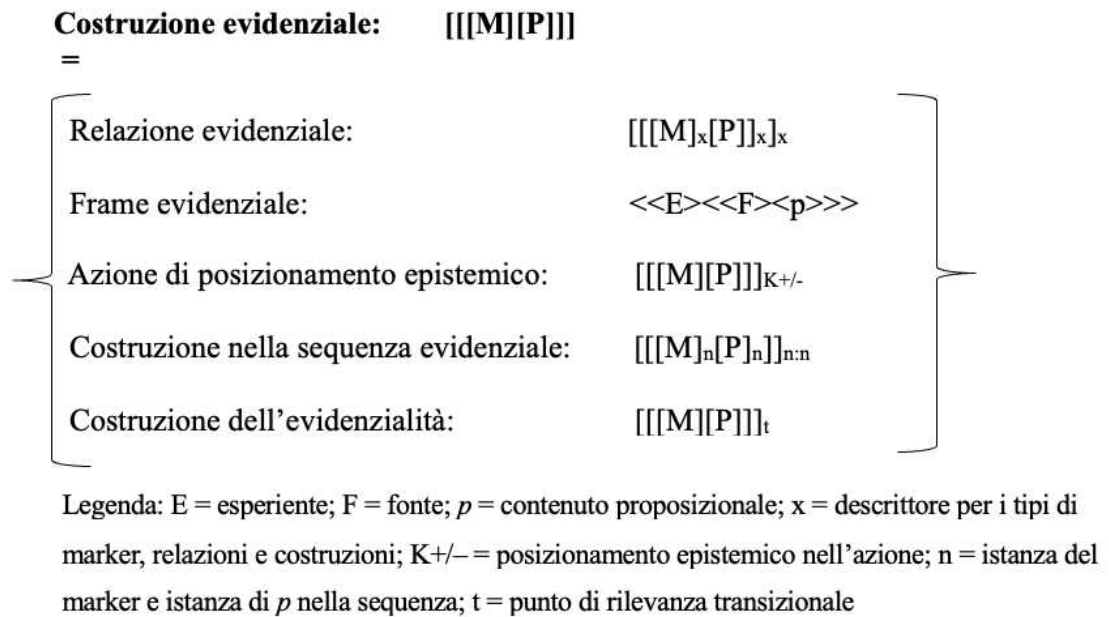 Costruzione evidenziale: [[[M][P]]]
=
Relazione evidenziale: [[[M]x[P]]x]x
Frame evidenziale: <<E><<F><p>>>
Azione di posizionamento epistemico: [[[M][P]]]K+/-
Costruzione nella sequenza evidenziale: [[[M]n[P]n]]n:n
Costruzione dell’evidenzialità: [[[M][P]]]t
Legenda: E = esperiente; F = fonte; p = contenuto proposizionale; x = descrittore per i tipi di
marker, relazioni e costruzioni; K+/– = posizionamento epistemico nell’azione; n = istanza del
marker e istanza di p nella sequenza; t = punto di rilevanza transizionale